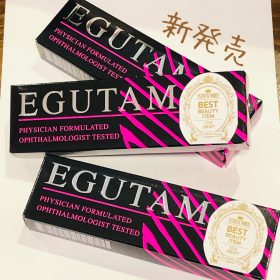 新発売
EGUTAM
PHYSICIAN FORMULATED
OPHTHALMOLOGIST TESTED
EGUTAM
PHYSICIAN FORMULATED
OPHTHALMOLOGIST TESTED
BEST
BEAUTY
ITEM
EGUTAM
PHYSICIAN FORMULATED
OPHTHALMOLOGIST TESTED
BEST
BEAUTY
ITEM